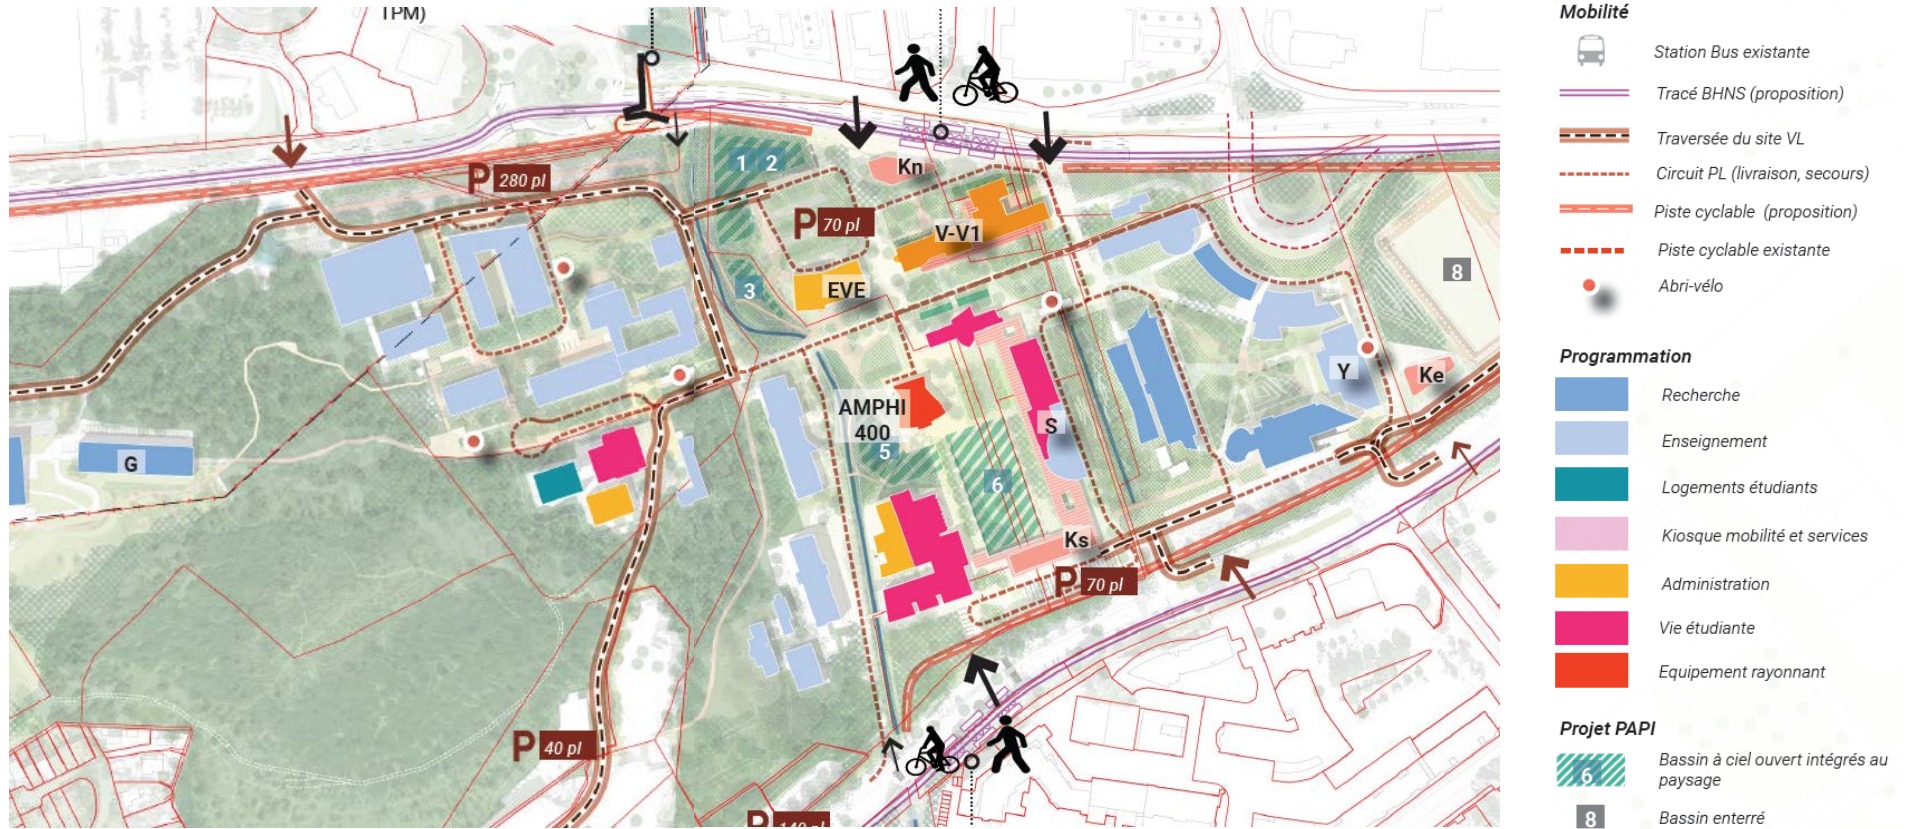 TPM)
P 280 pl
1 2
Kn
P 70 pl
V-V1
3
EVE
8
Y
Ke
AMPHI
400
5
S
G
6
Ks
P 70 pl
P 40 pl
Mobilité
Station Bus existante
Tracé BHNS (proposition)
Traversée du site VL
Circuit PL (livraison, secours)
Piste cyclable (proposition)
Piste cyclable existante
Abri-vélo
Programmation
Recherche
Enseignement
Logements étudiants
Kiosque mobilité et services
Administration
Vie étudiante
Equipement rayonnant
Projet PAPI
6
Bassin à ciel ouvert intégrés au
paysage
8 Bassin enterré